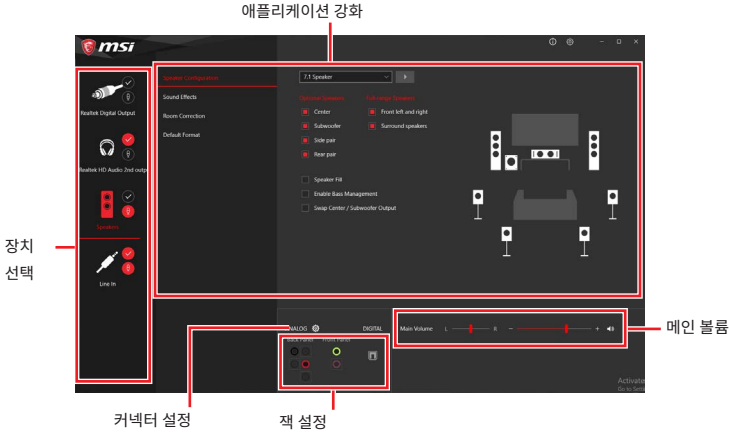 애플리케이션 강화
msi
Realtek Digital Output
Realtek HD Audio 2nd outp
Speakers
Line In
장치
선택
Speaker Configuration
Sound Effects
Room Correction
Default Format
7.1 Speaker
Optional speakers
Full-range Speakers
Center
Front left and right
Subwoofer
Surround speakers
Side pair
Rear pair
Speaker Fill
Enable Bass Management
Swap Center / Subwoofer Output
NALOG
DIGITAL
Back Panel
Front Panel
Main Volume
L
R
메인 볼륨
Activate
Go to Setti
커넥터 설정
잭 설정